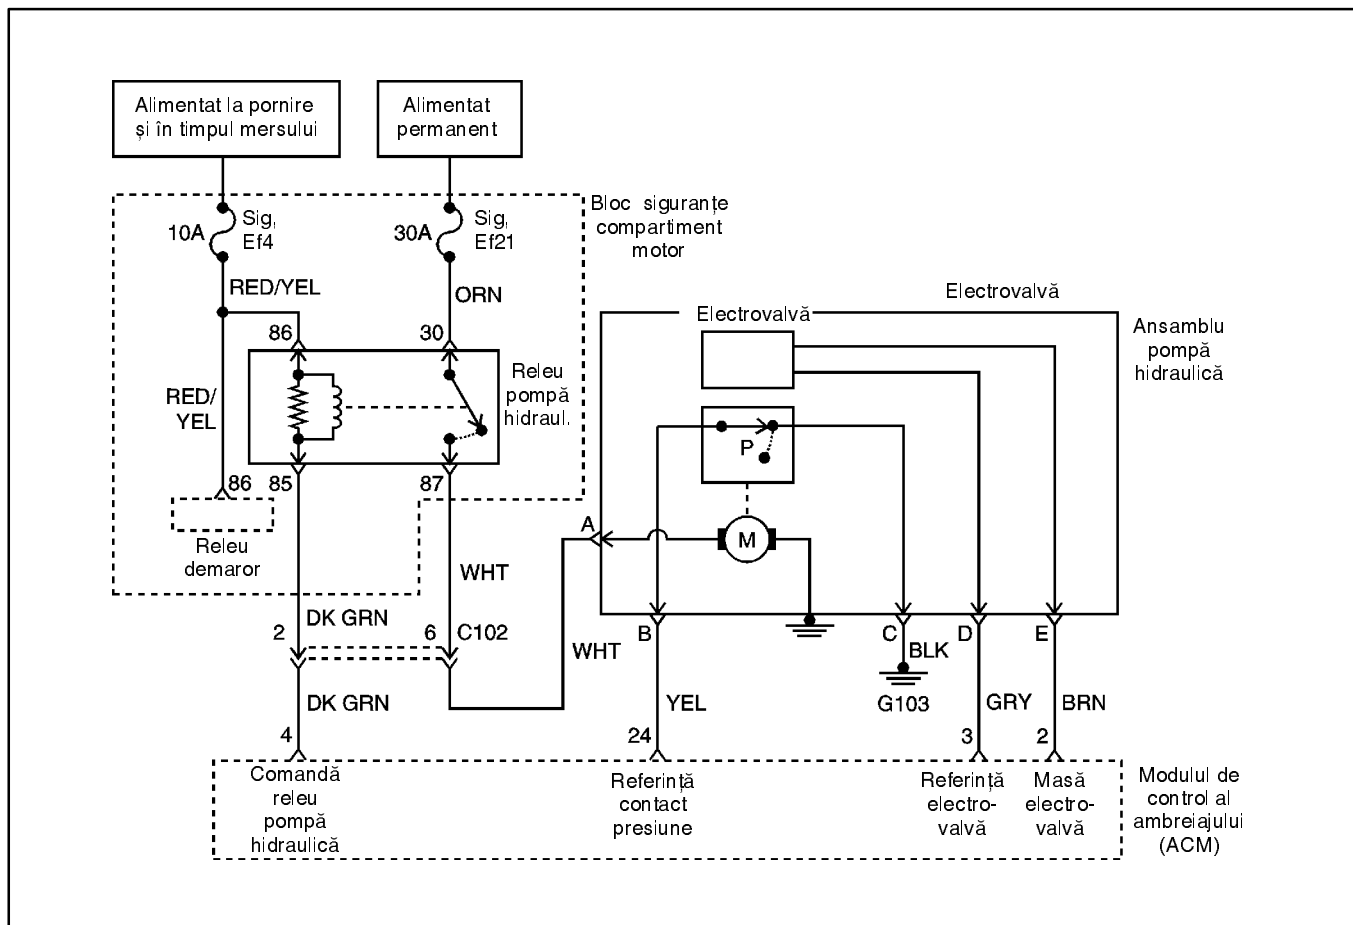 Alimentat la pornire
și în timpul mersului
Alimentat
permanent
Bloc siguranțe
compartiment
motor
10A
Sig,
Ef4
30A
Sig,
Ef21
RED/YEL
ORN
Electrovalvă
Electrovalvă
Ansamblu
pompă
hidraulică
86
30
Releu
pompă
hidraul.
RED/
YEL
P
86
85
87
A
M
Releu
demaror
WHT
DK GRN
2
6
C102
WHT
B
C
D
E
BLK
DK GRN
YEL
G103
GRY
BRN
4
24
3
2
Comandă
releu
pompă
hidraulică
Referință
contact
presiune
Referință
electro-
valvă
Masă
electro-
valvă
Modulul de
control al
ambreiajului
(ACM)